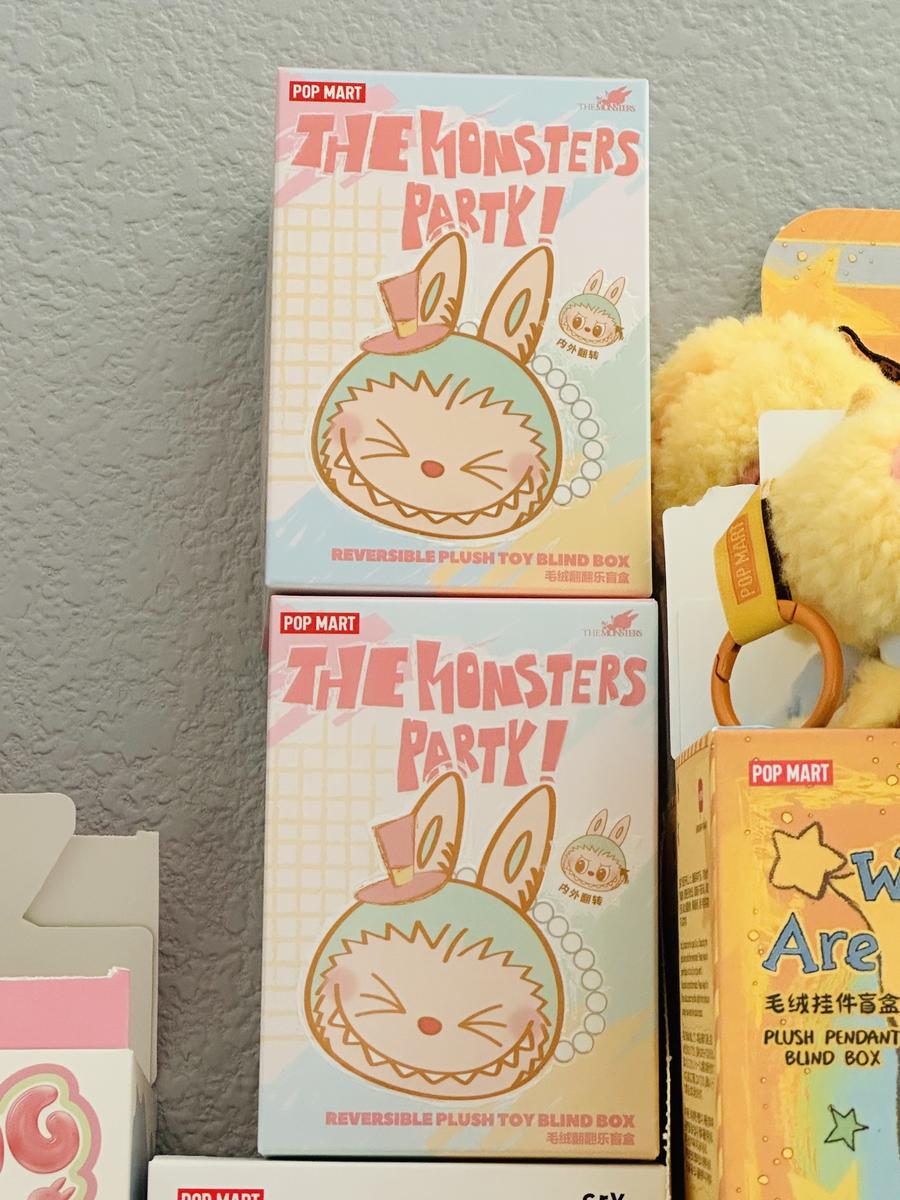 POP MART
THE MONSTERS
THE MONSTERS
PARTY!
内外翻转
REVERSIBLE PLUSH TOY BLIND BOX
毛绒翻翻乐盲盒
POP MART
THE MONSTERS
THE MONSTERS
PARTY!
内外翻转
REVERSIBLE PLUSH TOY BLIND BOX
毛绒翻翻乐盲盒
POP MART
POP MART
W
Are
毛绒挂件盲盒
PLUSH PENDANT
BLIND BOX
POP MART